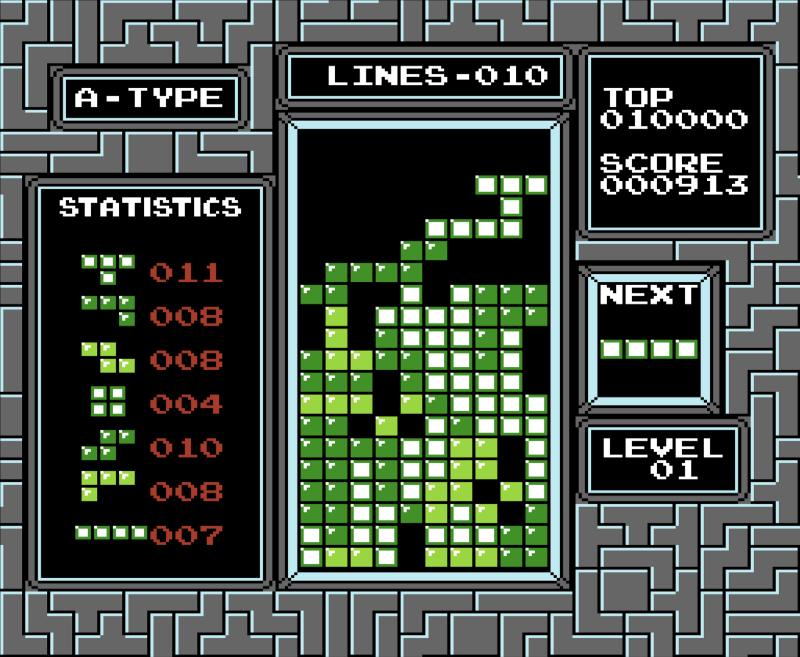 LINES-010
A-TYPE
TOP
010000
SCORE
000913
STATISTICS
011
008
008
004
010
008
007
NEXT
LEVEL
01